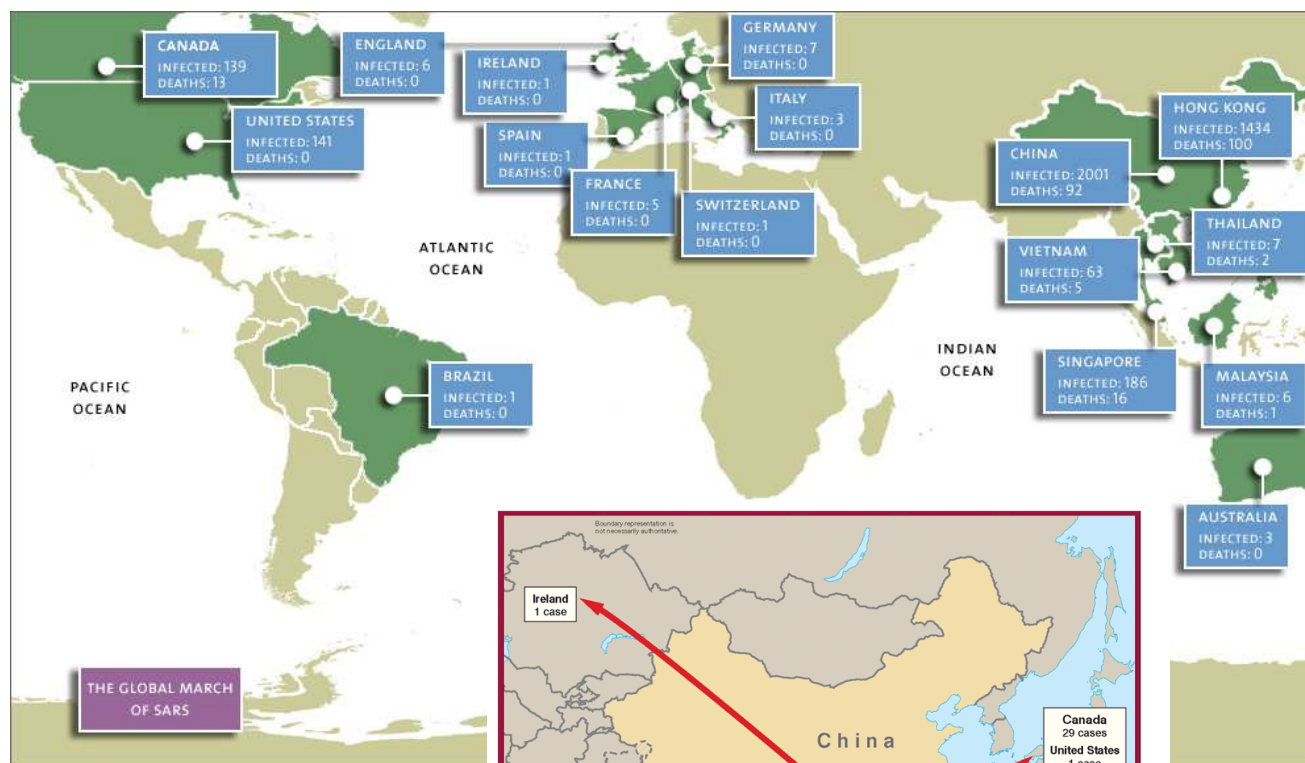 CANADA
INFECTED: 139
DEATHS: 13
ENGLAND
INFECTED: 6
DEATHS: 0
IRELAND
INFECTED: 1
DEATHS: 0
GERMANY
INFECTED: 7
DEATHS: 0
ITALY
INFECTED: 3
DEATHS: 0
UNITED STATES
INFECTED: 141
DEATHS: 0
SPAIN
INFECTED: 1
DEATHS: 0
FRANCE
INFECTED: 5
DEATHS: 0
SWITZERLAND
INFECTED: 1
DEATHS: 0
HONG KONG
INFECTED: 1434
DEATHS: 100
CHINA
INFECTED: 2001
DEATHS: 92
THAILAND
INFECTED: 7
DEATHS: 2
VIETNAM
INFECTED: 63
DEATHS: 5
ATLANTIC
OCEAN
INDIAN
OCEAN
SINGAPORE
INFECTED: 186
DEATHS: 16
MALAYSIA
INFECTED: 6
DEATHS: 1
PACIFIC
OCEAN
BRAZIL
INFECTED: 1
DEATHS: 0
AUSTRALIA
INFECTED: 3
DEATHS: 0
THE GLOBAL MARCH
OF SARS
Boundary representation is
not necessarily authoritative.
Ireland
1 case
China
Canada
29 cases
United States
1 case